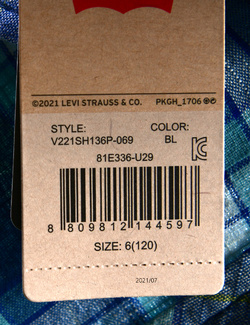 ©2021 LEVI STRAUSS & CO. PKGH_1706
STYLE: COLOR:
V221SH136P-069 BL
81E336-U29
8 809812 144597
SIZE: 6(120)
2021/07